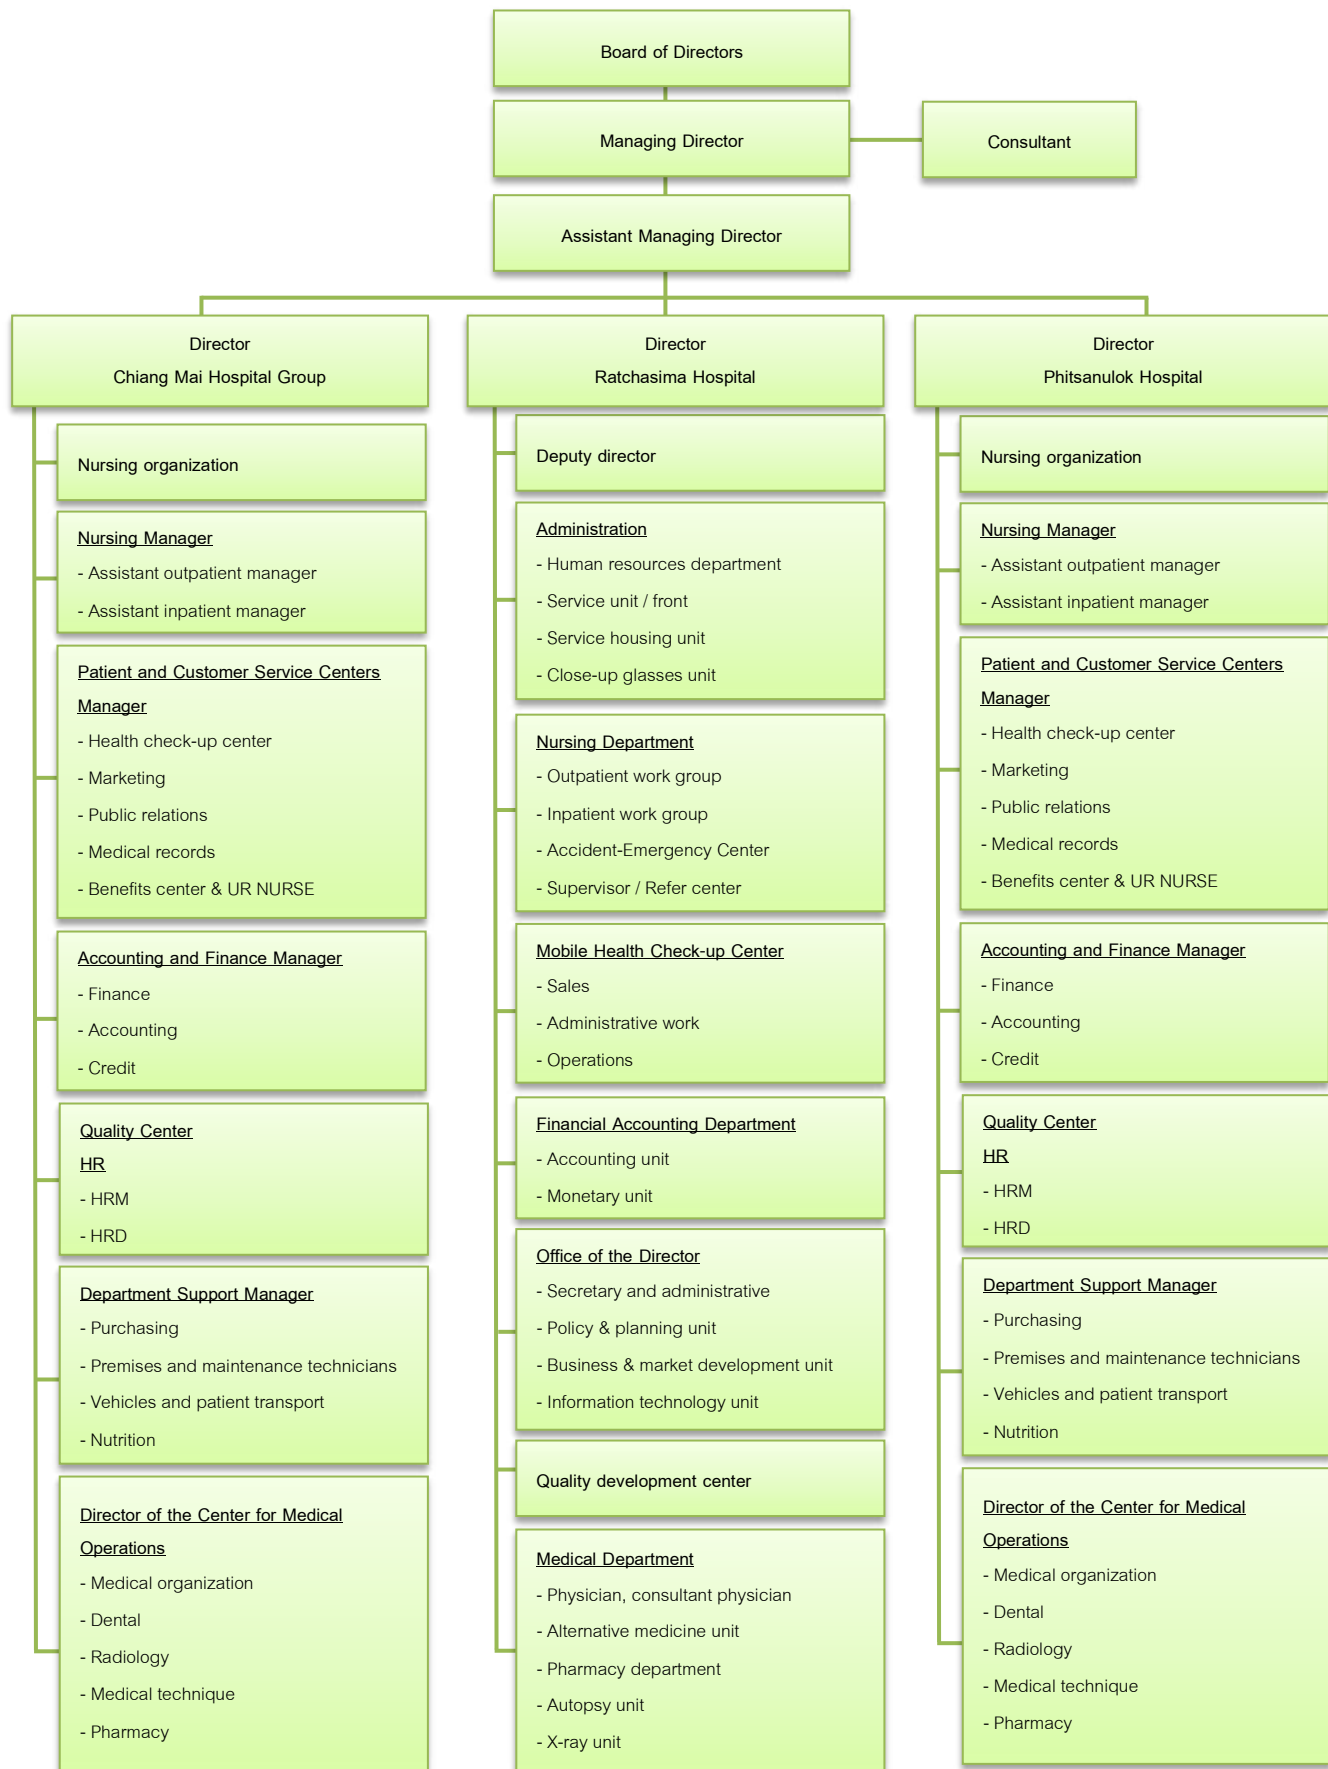 Board of Directors
Managing Director
Consultant
Assistant Managing Director
Director
Chiang Mai Hospital Group
Nursing organization
Nursing Manager
- Assistant outpatient manager
- Assistant inpatient manager
Patient and Customer Service Centers
Manager
- Health check-up center
- Marketing
- Public relations
- Medical records
- Benefits center & UR NURSE
Accounting and Finance Manager
- Finance
- Accounting
- Credit
Quality Center
HR
- HRM
- HRD
Department Support Manager
- Purchasing
- Premises and maintenance technicians
- Vehicles and patient transport
- Nutrition
Director of the Center for Medical
Operations
- Medical organization
- Dental
- Radiology
- Medical technique
- Pharmacy
Director
Ratchasima Hospital
Deputy director
Administration
- Human resources department
- Service unit / front
- Service housing unit
- Close-up glasses unit
Nursing Department
- Outpatient work group
- Inpatient work group
- Accident-Emergency Center
- Supervisor / Refer center
Mobile Health Check-up Center
- Sales
- Administrative work
- Operations
Financial Accounting Department
- Accounting unit
- Monetary unit
Office of the Director
- Secretary and administrative
- Policy & planning unit
- Business & market development unit
- Information technology unit
Quality development center
Medical Department
- Physician, consultant physician
- Alternative medicine unit
- Pharmacy department
- Autopsy unit
- X-ray unit
Director
Phitsanulok Hospital
Nursing organization
Nursing Manager
- Assistant outpatient manager
- Assistant inpatient manager
Patient and Customer Service Centers
Manager
- Health check-up center
- Marketing
- Public relations
- Medical records
- Benefits center & UR NURSE
Accounting and Finance Manager
- Finance
- Accounting
- Credit
Quality Center
HR
- HRM
- HRD
Department Support Manager
- Purchasing
- Premises and maintenance technicians
- Vehicles and patient transport
- Nutrition
Director of the Center for Medical
Operations
- Medical organization
- Dental
- Radiology
- Medical technique
- Pharmacy